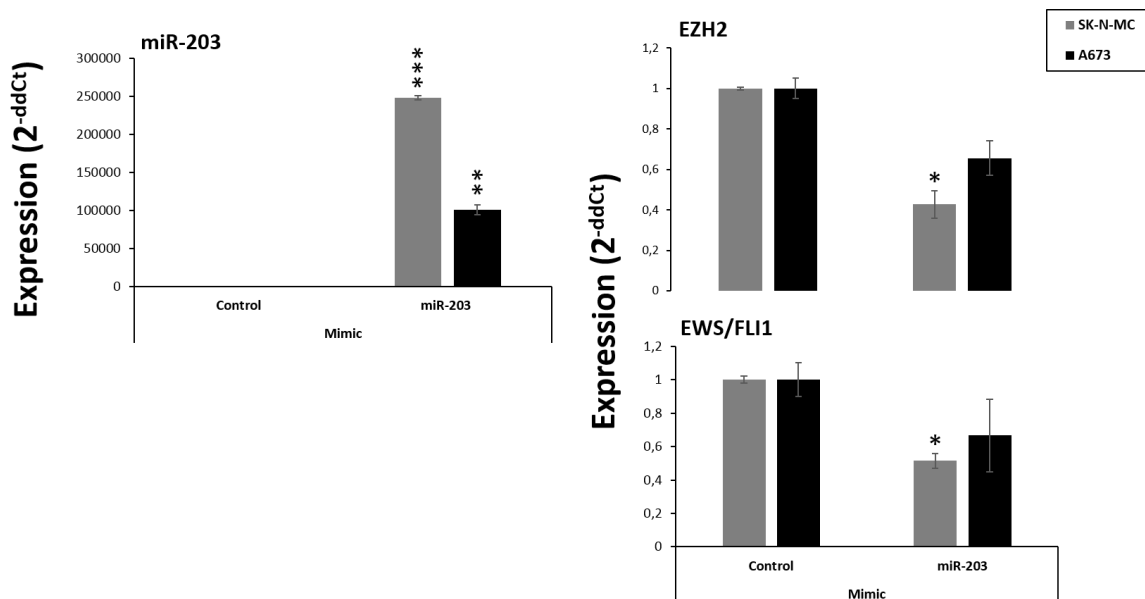 miR-203
Expression (2^-ddCt)
300000
250000
200000
150000
100000
50000
0
***
**
Control
miR-203
Mimic
SK-N-MC
A673
EZH2
Expression (2^-ddCt)
1,2
1
0,8
0,6
0,4
0,2
0
*
EWS/FLI1
1,2
1
0,8
0,6
0,4
0,2
0
*
Control
miR-203
Mimic